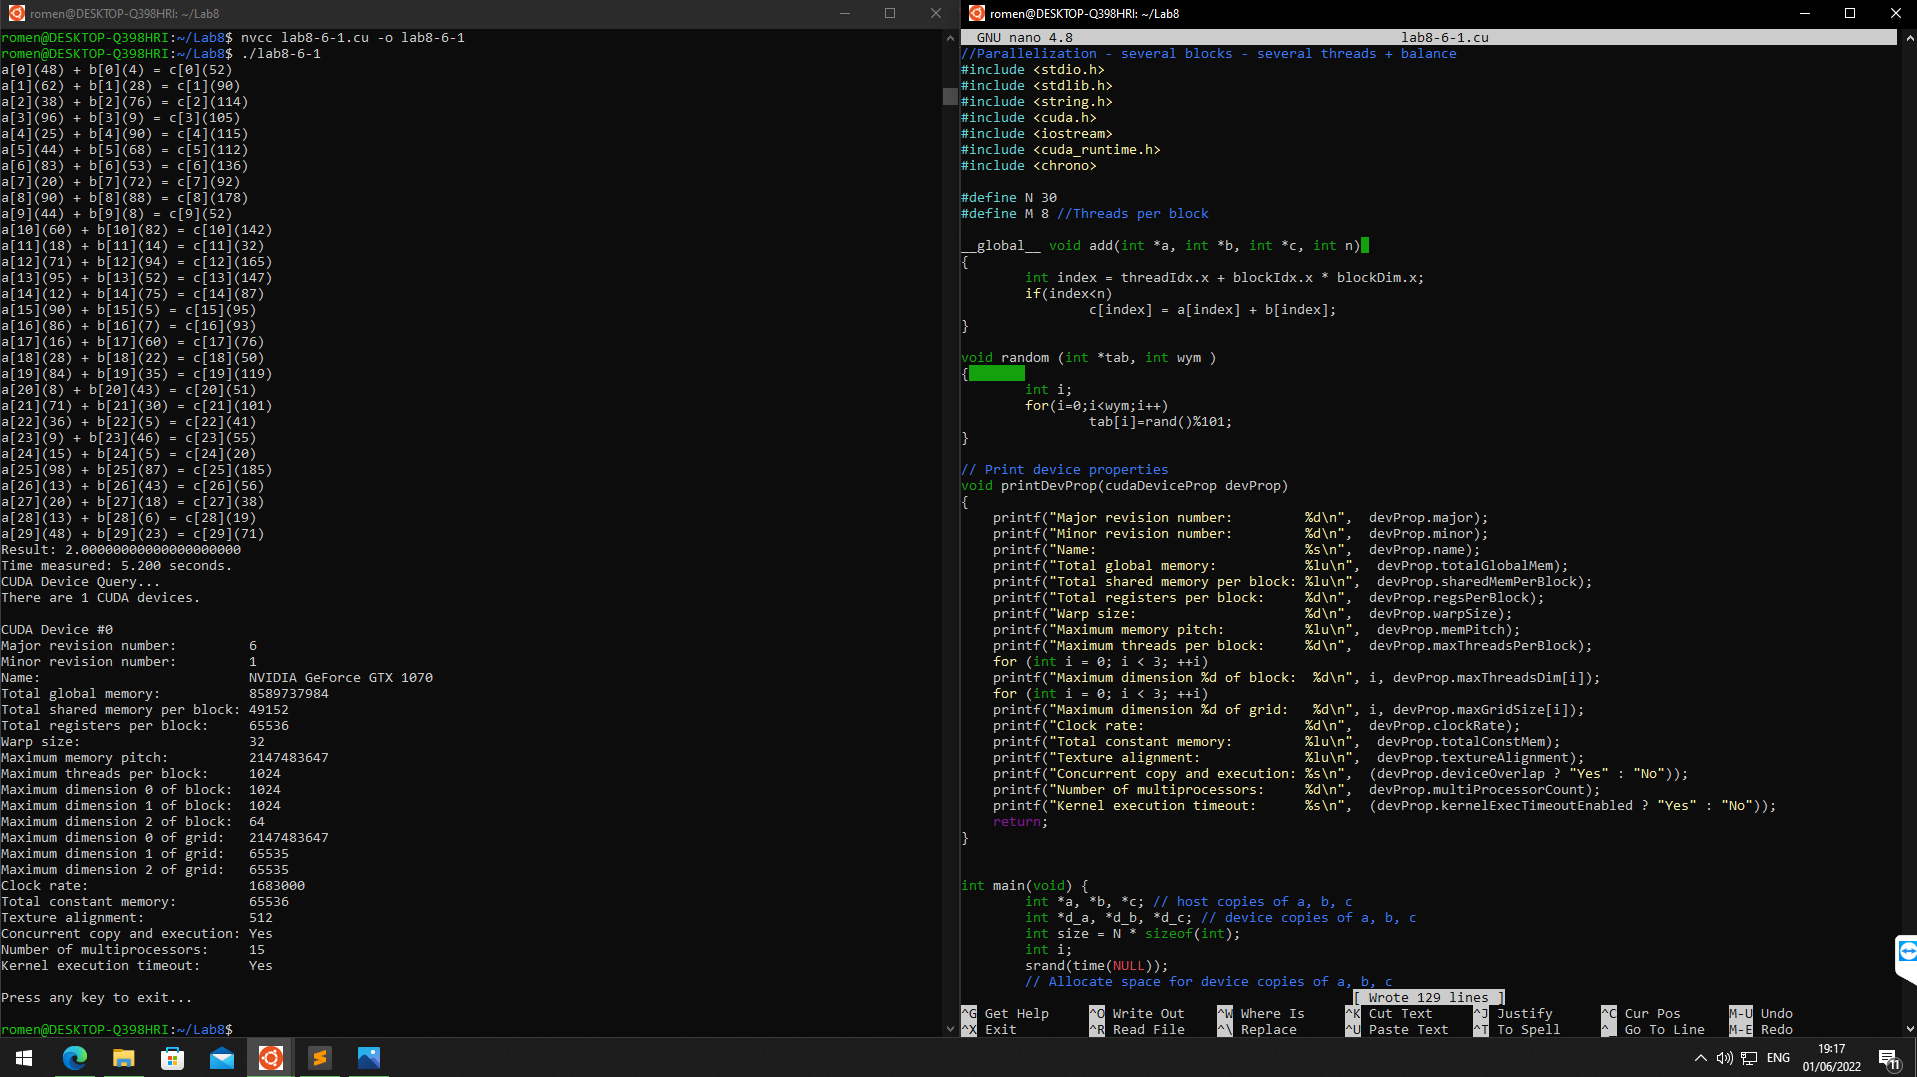 romen@DESKTOP-Q398HRI: ~/Lab8
romen@DESKTOP-Q398HRI:~/Lab8$ nvcc lab8-6-1.cu -o lab8-6-1
romen@DESKTOP-Q398HRI:~/Lab8$ ./lab8-6-1
a[0](48) + b[0](4) = c[0](52)
a[1](62) + b[1](28) = c[1](90)
a[2](38) + b[2](76) = c[2](114)
a[3](96) + b[3](9) = c[3](105)
a[4](25) + b[4](90) = c[4](115)
a[5](44) + b[5](68) = c[5](112)
a[6](83) + b[6](53) = c[6](136)
a[7](20) + b[7](72) = c[7](92)
a[8](90) + b[8](88) = c[8](178)
a[9](44) + b[9](8) = c[9](52)
a[10](60) + b[10](82) = c[10](142)
a[11](18) + b[11](14) = c[11](32)
a[12](71) + b[12](94) = c[12](165)
a[13](95) + b[13](52) = c[13](147)
a[14](12) + b[14](75) = c[14](87)
a[15](90) + b[15](5) = c[15](95)
a[16](86) + b[16](7) = c[16](93)
a[17](16) + b[17](60) = c[17](76)
a[18](28) + b[18](22) = c[18](50)
a[19](84) + b[19](35) = c[19](119)
a[20](8) + b[20](43) = c[20](51)
a[21](71) + b[21](30) = c[21](101)
a[22](36) + b[22](5) = c[22](41)
a[23](9) + b[23](46) = c[23](55)
a[24](15) + b[24](5) = c[24](20)
a[25](98) + b[25](87) = c[25](185)
a[26](13) + b[26](43) = c[26](56)
a[27](20) + b[27](18) = c[27](38)
a[28](13) + b[28](6) = c[28](19)
a[29](48) + b[29](23) = c[29](71)
Result: 2.00000000000000000000
Time measured: 5.200 seconds.
CUDA Device Query...
There are 1 CUDA devices.
CUDA Device #0
Major revision number: 6
Minor revision number: 1
Name: NVIDIA GeForce GTX 1070
Total global memory: 8589737984
Total shared memory per block: 49152
Total registers per block: 65536
Warp size: 32
Maximum memory pitch: 2147483647
Maximum threads per block: 1024
Maximum dimension 0 of block: 1024
Maximum dimension 1 of block: 1024
Maximum dimension 2 of block: 64
Maximum dimension 0 of grid: 2147483647
Maximum dimension 1 of grid: 65535
Maximum dimension 2 of grid: 65535
Clock rate: 1683000
Total constant memory: 65536
Texture alignment: 512
Concurrent copy and execution: Yes
Number of multiprocessors: 15
Kernel execution timeout: Yes
Press any key to exit...
romen@DESKTOP-Q398HRI:~/Lab8$
romen@DESKTOP-Q398HRI: ~/Lab8
GNU nano 4.8 lab8-6-1.cu
//Parallelization - several blocks - several threads + balance
#include <stdio.h>
#include <stdlib.h>
#include <string.h>
#include <cuda.h>
#include <iostream>
#include <cuda_runtime.h>
#include <chrono>
#define N 30
#define M 8 //Threads per block
__global__ void add(int *a, int *b, int *c, int n)
{
int index = threadIdx.x + blockIdx.x * blockDim.x;
if(index<n)
c[index] = a[index] + b[index];
}
void random (int *tab, int wym )
{
int i;
for(i=0;i<wym;i++)
tab[i]=rand()%101;
}
// Print device properties
void printDevProp(cudaDeviceProp devProp)
{
printf("Major revision number: %d\n", devProp.major);
printf("Minor revision number: %d\n", devProp.minor);
printf("Name: %s\n", devProp.name);
printf("Total global memory: %lu\n", devProp.totalGlobalMem);
printf("Total shared memory per block: %lu\n", devProp.sharedMemPerBlock);
printf("Total registers per block: %d\n", devProp.regsPerBlock);
printf("Warp size: %d\n", devProp.warpSize);
printf("Maximum memory pitch: %lu\n", devProp.memPitch);
printf("Maximum threads per block: %d\n", devProp.maxThreadsPerBlock);
for (int i = 0; i < 3; ++i)
printf("Maximum dimension %d of block: %d\n", i, devProp.maxThreadsDim[i]);
for (int i = 0; i < 3; ++i)
printf("Maximum dimension %d of grid: %d\n", i, devProp.maxGridSize[i]);
printf("Clock rate: %d\n", devProp.clockRate);
printf("Total constant memory: %lu\n", devProp.totalConstMem);
printf("Texture alignment: %lu\n", devProp.textureAlignment);
printf("Concurrent copy and execution: %s\n", (devProp.deviceOverlap ? "Yes" : "No"));
printf("Number of multiprocessors: %d\n", devProp.multiProcessorCount);
printf("Kernel execution timeout: %s\n", (devProp.kernelExecTimeoutEnabled ? "Yes" : "No"));
return;
}
int main(void) {
int *a, *b, *c; // host copies of a, b, c
int *d_a, *d_b, *d_c; // device copies of a, b, c
int size = N * sizeof(int);
int i;
srand(time(NULL));
// Allocate space for device copies of a, b, c
[ Wrote 129 lines ]
^G Get Help ^O Write Out ^W Where Is ^K Cut Text ^J Justify ^C Cur Pos M-U Undo
^X Exit ^R Read File ^\ Replace ^U Paste Text ^T To Spell ^_ Go To Line M-E Redo
ENG
19:17
01/06/2022
11